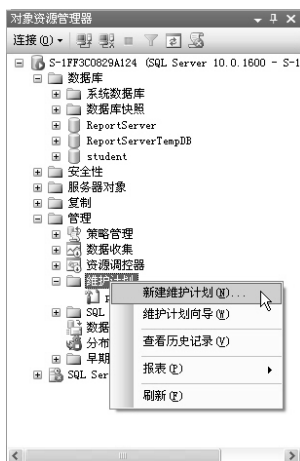 对象资源管理器
连接(O)
S-1FF3C0829A124 (SQL Server 10.0.1600 - S-1
数据库
系统数据库
数据库快照
ReportServer
ReportServerTempDB
student
安全性
服务器对象
复制
管理
策略管理
数据收集
资源调控器
维护计划
新建维护计划(N)...
SQL
维护计划向导(W)
数据
查看历史记录(V)
分布
早期
报表(P)
SQL Ser
刷新(F)